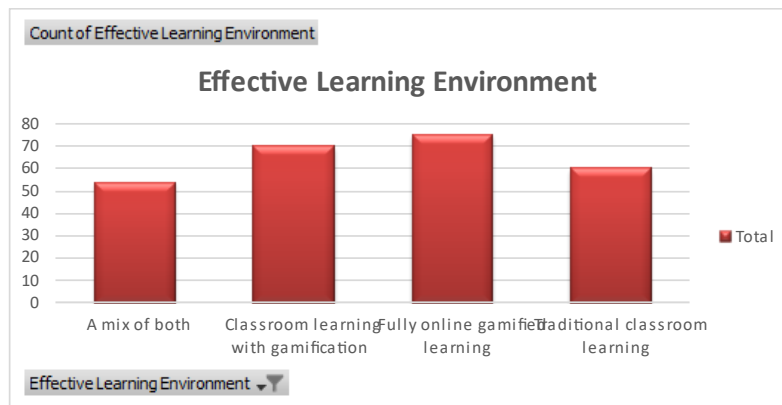 Count of Effective Learning Environment
Effective Learning Environment
80
70
60
50
40
30
20
10
0
A mix of both
Classroom learning
with gamification
Fully online gamified
learning
Traditional classroom
learning
Total
Effective Learning Environment